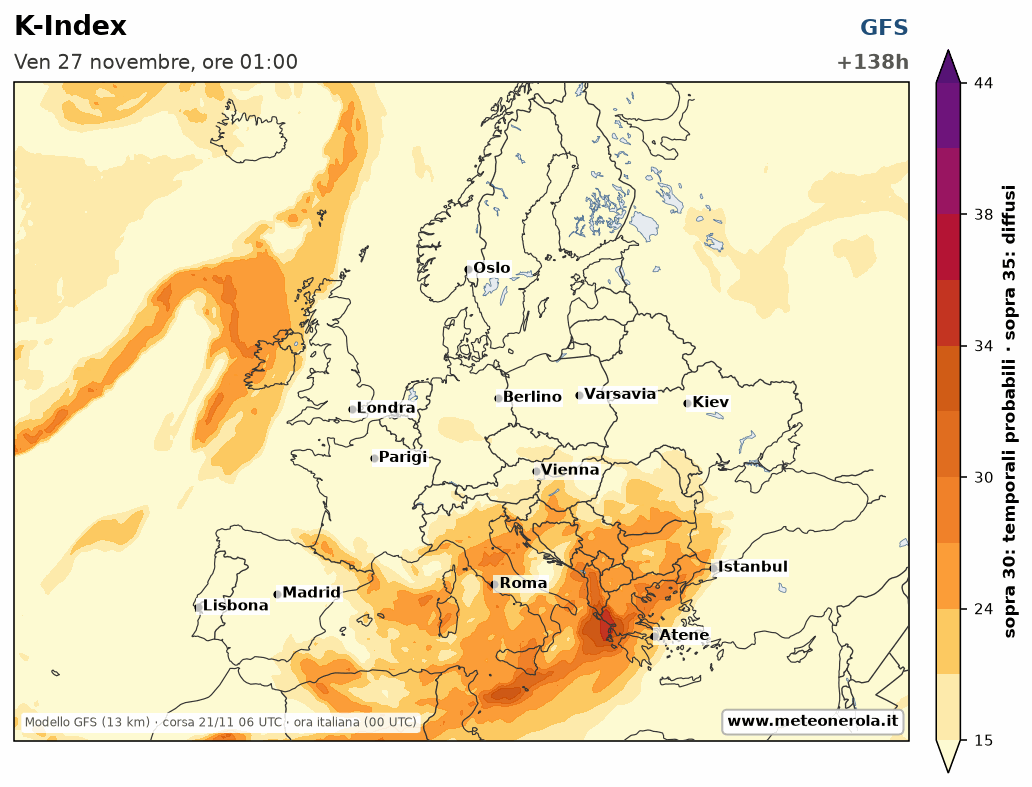 K-Index
GFS
Ven 27 novembre, ore 01:00
+138h
Oslo
Berlino
Varsavia
Kiev
Londra
Parigi
Vienna
Istanbul
Roma
Madrid
Lisbona
Atene
Modello GFS (13 km) · corsa 21/11 06 UTC · ora italiana (00 UTC)
www.meteonerola.it
44
38
34
30
24
15
sopra 30: temporali probabili · sopra 35: diffusi